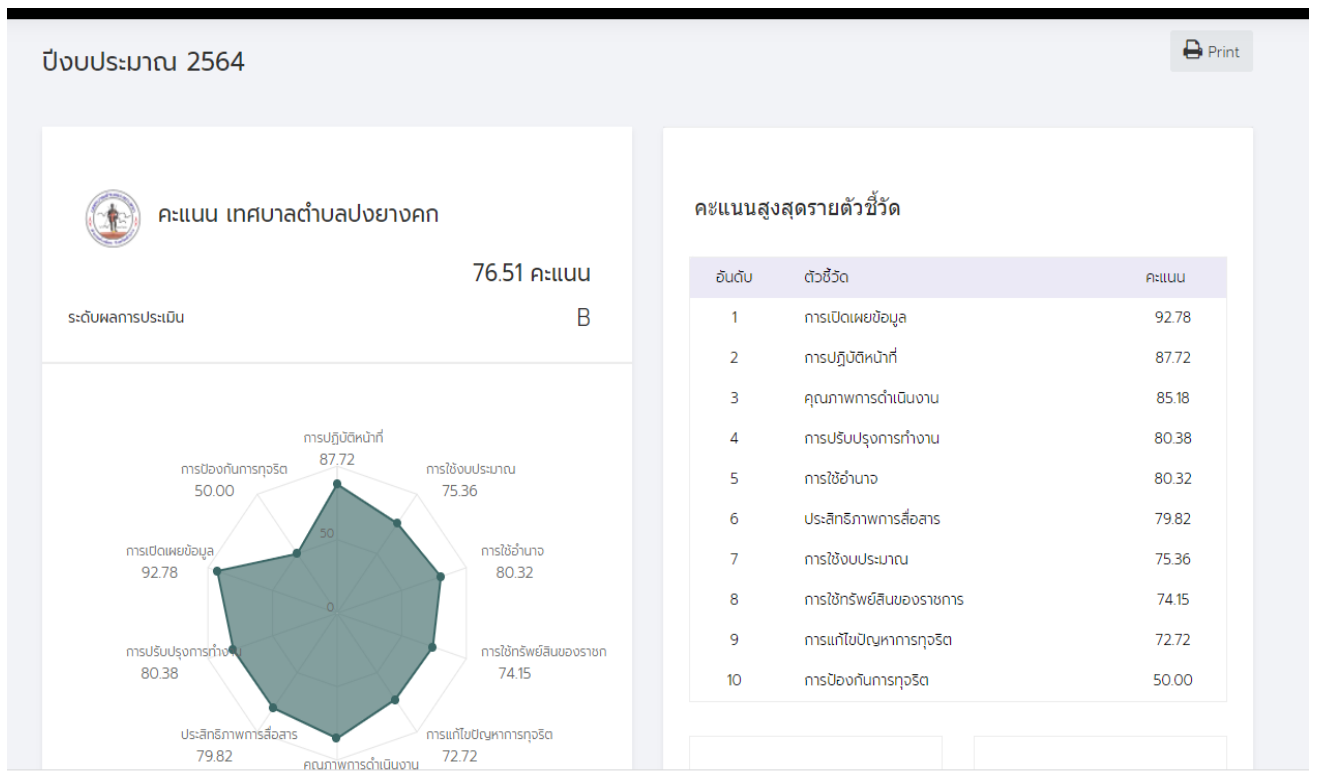 ปีงบประมาณ 2564
Print
คะแนน เทศบาลตำบลปงยางคก
76.51 คะแนน
ระดับผลการประเมิน B
การปฏิบัติหน้าที่
87.72
การป้องกันการทุจริต
50.00
การใช้งบประมาณ
75.36
50
การเปิดเผยข้อมูล
92.78
การใช้อำนาจ
80.32
0
การปรับปรุงการทำงาน
80.38
การใช้ทรัพย์สินของราชก
74.15
ประสิทธิภาพการสื่อสาร
79.82
การแก้ไขปัญหาการทุจริต
72.72
คุณภาพการดำเนินงาน
คะแนนสูงสุดรายตัวชี้วัด
อันดับ ตัวชี้วัด คะแนน
1 การเปิดเผยข้อมูล 92.78
2 การปฏิบัติหน้าที่ 87.72
3 คุณภาพการดำเนินงาน 85.18
4 การปรับปรุงการทำงาน 80.38
5 การใช้อำนาจ 80.32
6 ประสิทธิภาพการสื่อสาร 79.82
7 การใช้งบประมาณ 75.36
8 การใช้ทรัพย์สินของราชการ 74.15
9 การแก้ไขปัญหาการทุจริต 72.72
10 การป้องกันการทุจริต 50.00